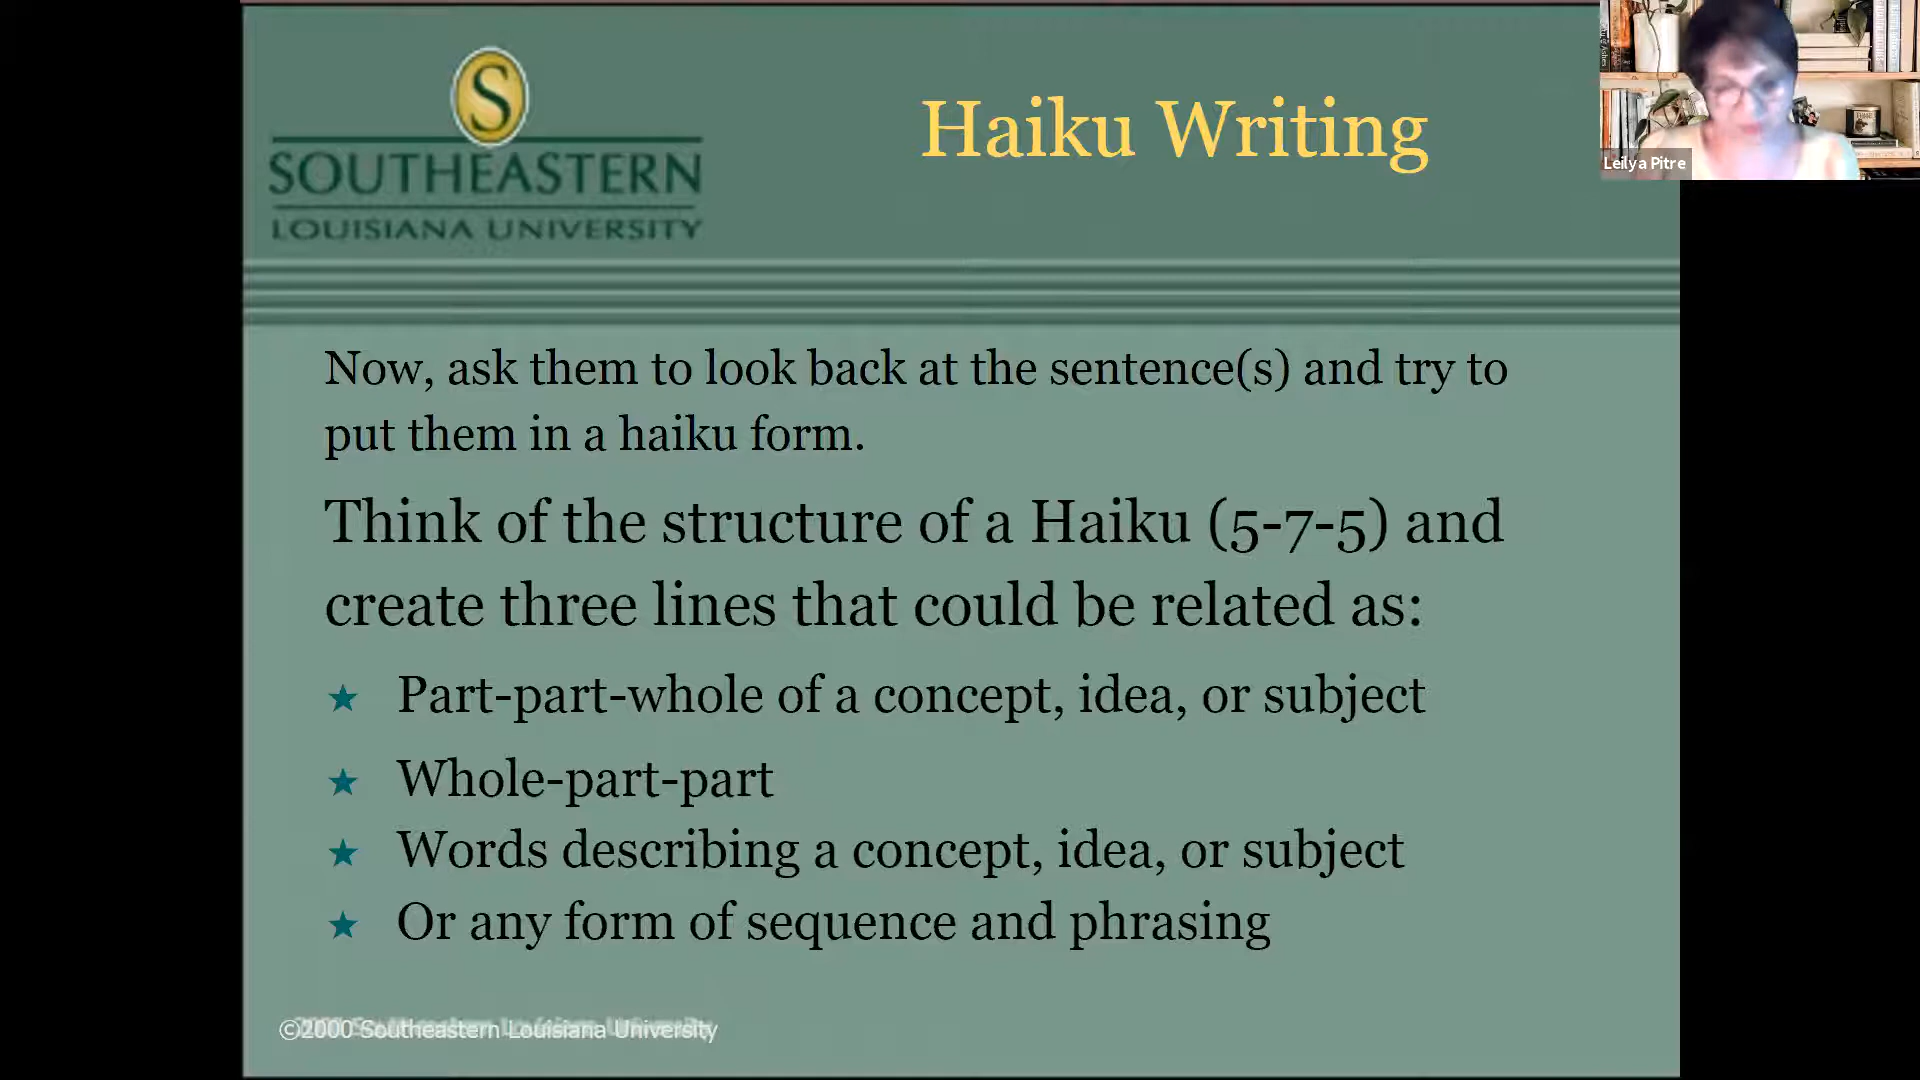 S
SOUTHEASTERN
LOUISIANA UNIVERSITY
Haiku Writing
Leilya Pitre
Now, ask them to look back at the sentence(s) and try to
put them in a haiku form.
Think of the structure of a Haiku (5-7-5) and
create three lines that could be related as:
★ Part-part-whole of a concept, idea, or subject
★ Whole-part-part
★ Words describing a concept, idea, or subject
★ Or any form of sequence and phrasing
©2000 Southeastern Louisiana University